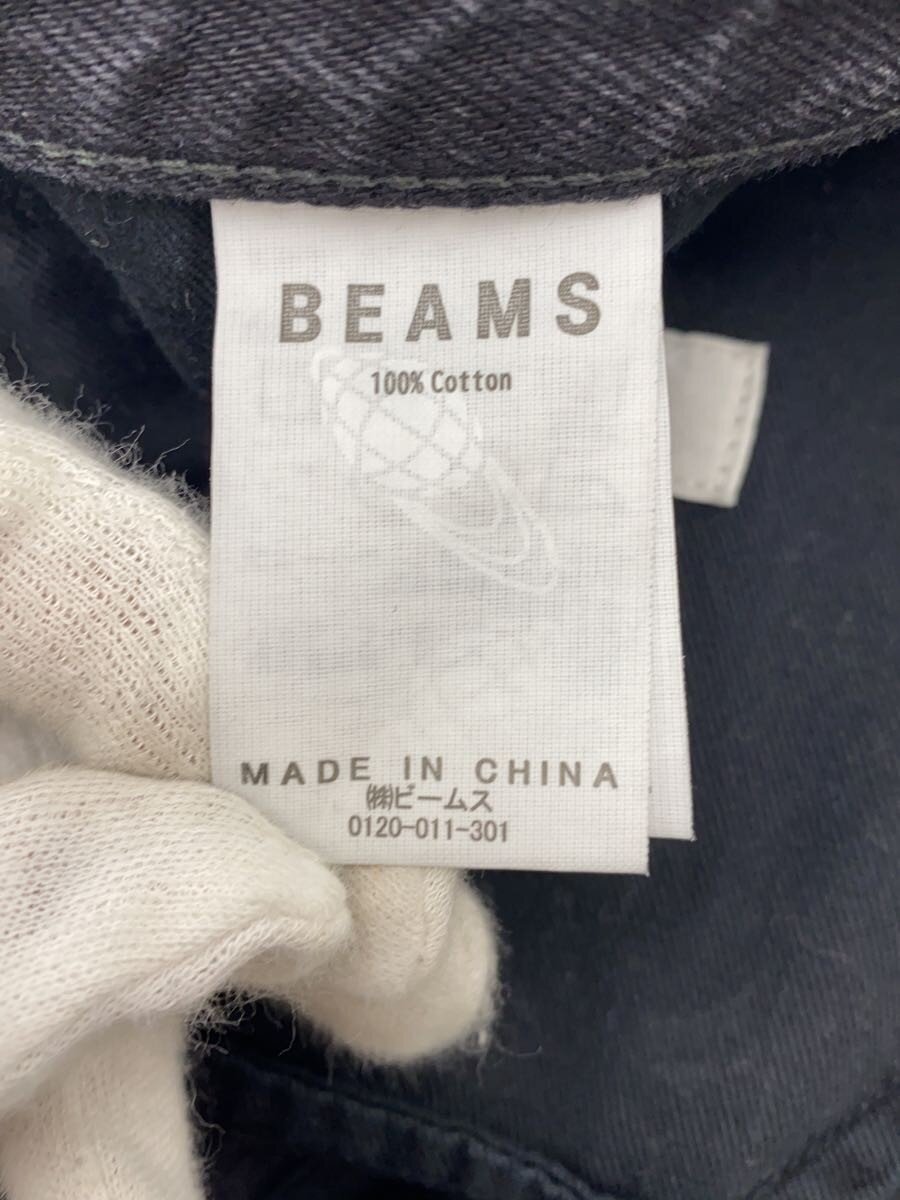 BEAMS
100% Cotton
MADE IN CHINA
㈱ビームス
0120-011-301